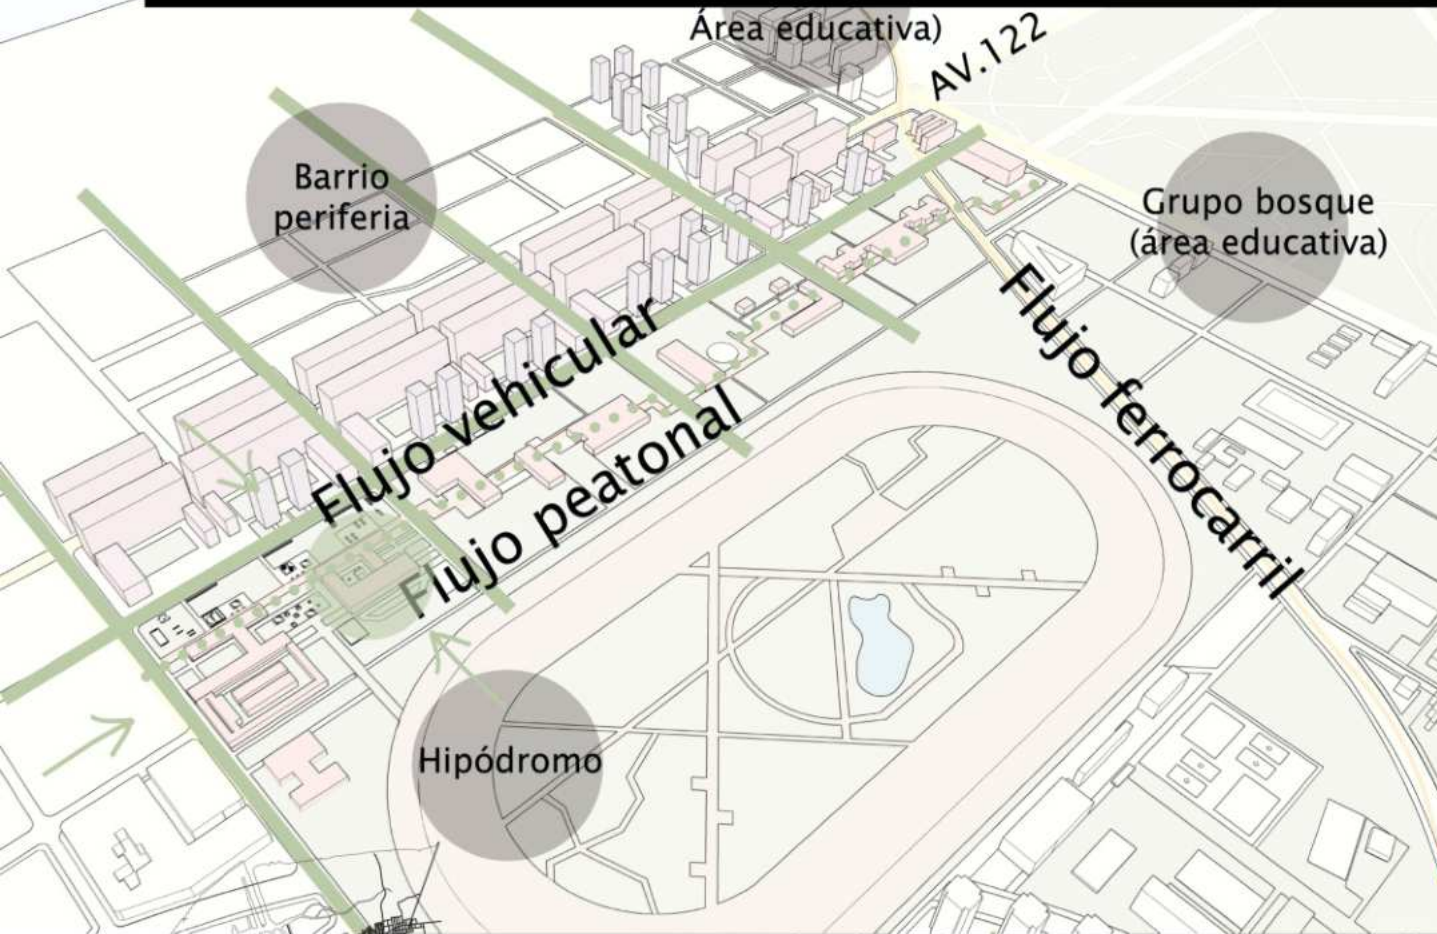 Área educativa)
AV.122
Barrio
periferia
Grupo bosque
(área educativa)
Flujo vehicular
Flujo peatonal
Flujo ferrocarril
Hipódromo